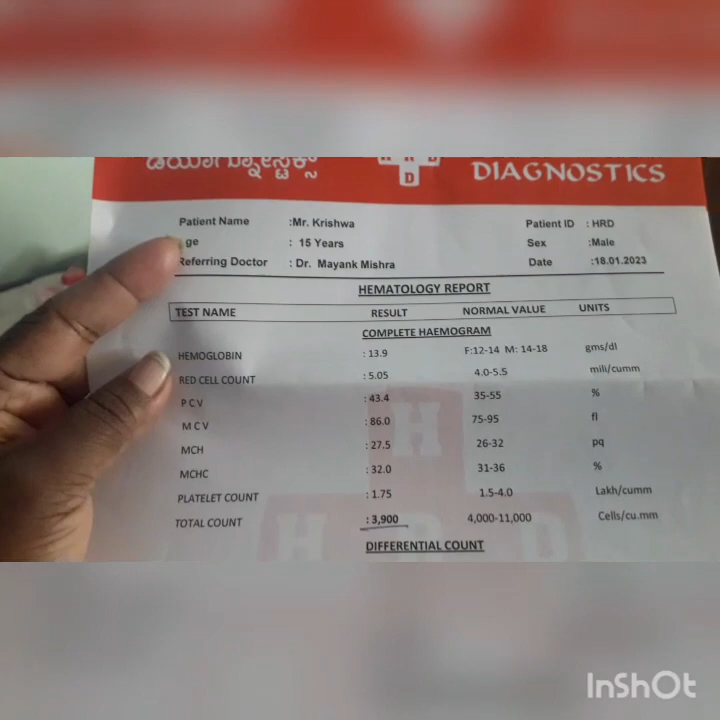 ಡಯಾಗ್ನೋಸ್ಟಿಕ್ಸ್
H R D
D
DIAGNOSTICS
Patient Name :Mr. Krishwa Patient ID : HRD
ge : 15 Years Sex :Male
Referring Doctor : Dr. Mayank Mishra Date :18.01.2023
HEMATOLOGY REPORT
TEST NAME RESULT NORMAL VALUE UNITS
COMPLETE HAEMOGRAM
HEMOGLOBIN : 13.9 F:12-14 M: 14-18 gms/dl
RED CELL COUNT : 5.05 4.0-5.5 mili/cumm
P C V : 43.4 35-55 %
M C V : 86.0 75-95 fl
MCH : 27.5 26-32 pq
MCHC : 32.0 31-36 %
PLATELET COUNT : 1.75 1.5-4.0 Lakh/cumm
TOTAL COUNT : 3,900 4,000-11,000 Cells/cu.mm
H
H R D
DIFFERENTIAL COUNT
InShOt